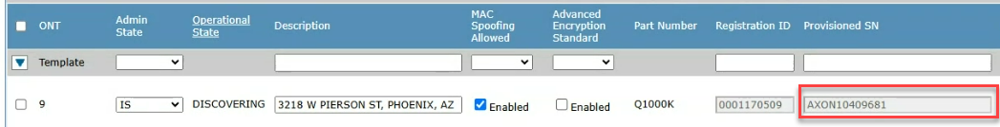 ONT Admin State Operational State Description MAC Spoofing Allowed Advanced Encryption Standard Part Number Registration ID Provisioned SN
Template
9 IS DISCOVERING 3218 W PIERSON ST, PHOENIX, AZ Enabled Enabled Q1000K 0001170509 AXON10409681